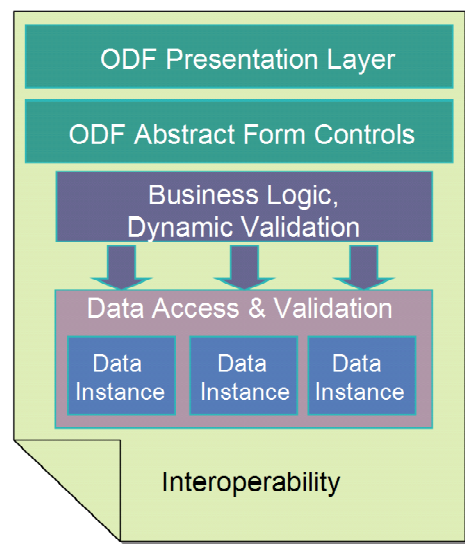 ODF Presentation Layer
ODF Abstract Form Controls
Business Logic,
Dynamic Validation
Data Access & Validation
Data
Instance
Data
Instance
Data
Instance
Interoperability